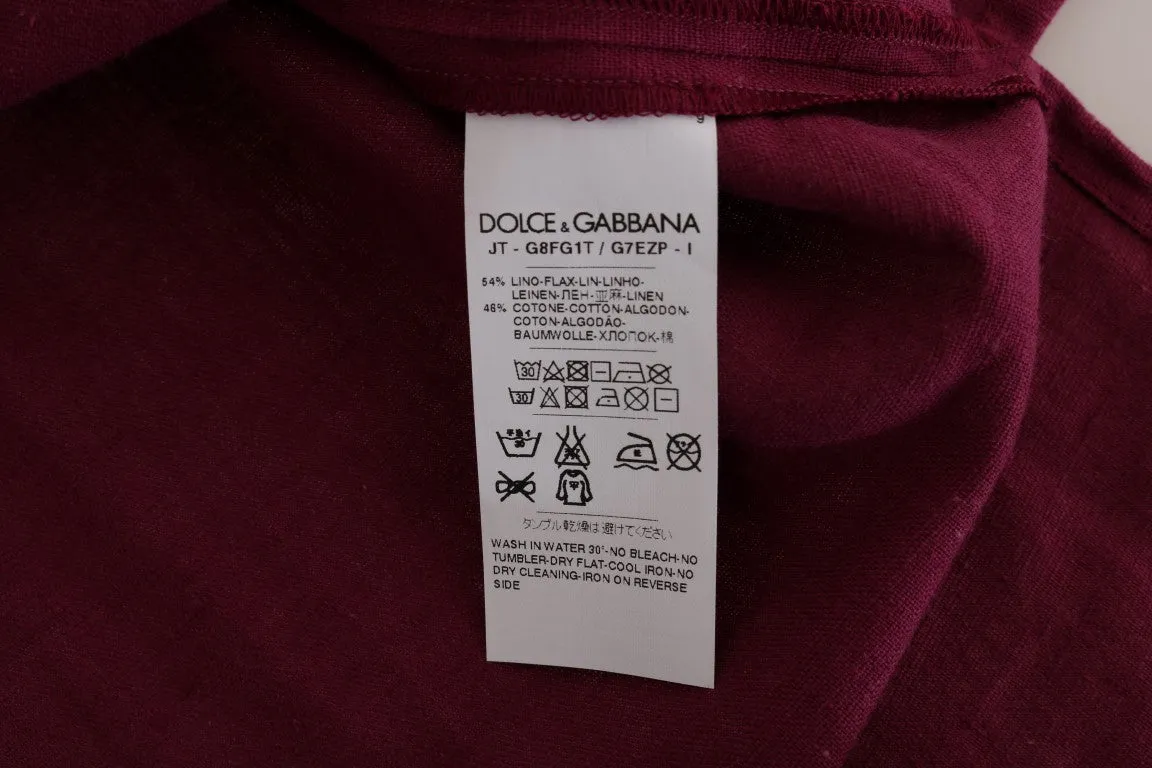 DOLCE & GABBANA
JT - G8FG1T / G7EZP - I
54% LINO-FLAX-LIN-LINHO-
LEINEN-ЛЕН-亚麻-LINEN
46% COTONE-COTTON-ALGODON-
COTON-ALGODÃO-
BAUMWOLLE-ХЛОПОК-棉
30
30
タンブル乾燥は避けてください
WASH IN WATER 30°-NO BLEACH-NO
TUMBLER-DRY FLAT-COOL IRON-NO
DRY CLEANING-IRON ON REVERSE
SIDE